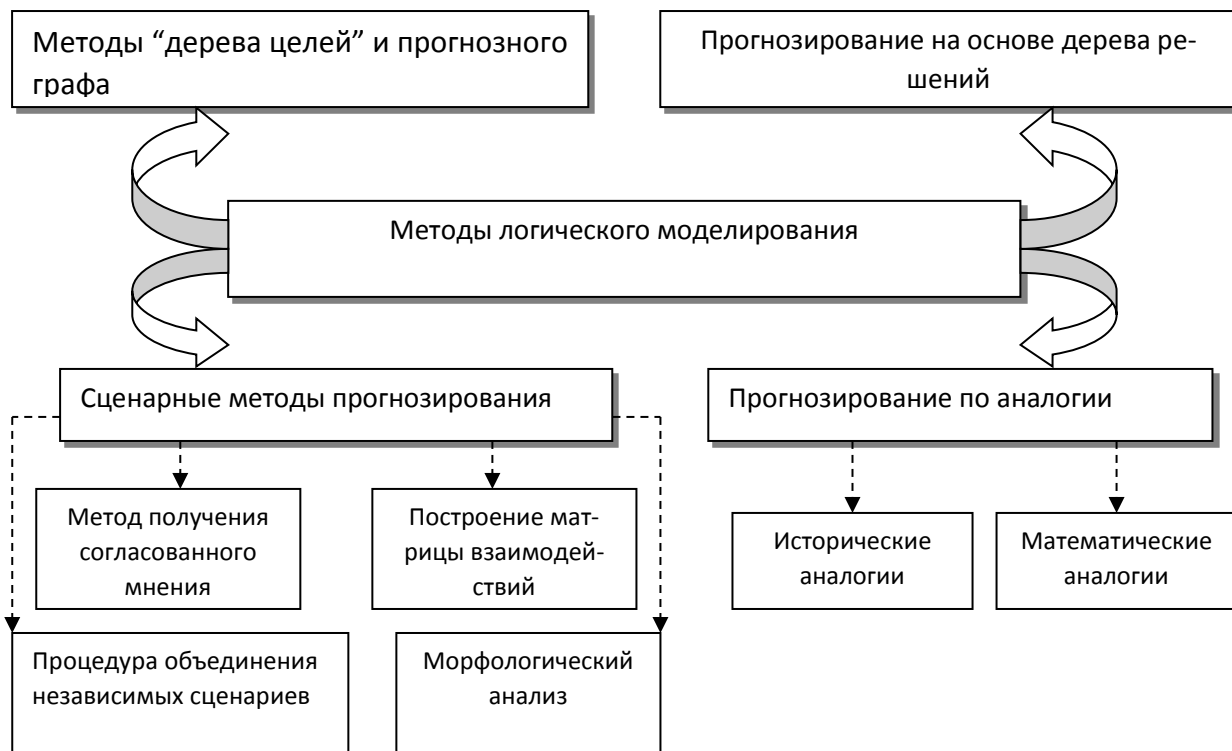 Методы “дерева целей” и прогнозного
графа
Прогнозирование на основе дерева ре-
шений
Методы логического моделирования
Сценарные методы прогнозирования
Прогнозирование по аналогии
Метод получения
согласованного
мнения
Построение мат-
рицы взаимодей-
ствий
Исторические
аналогии
Математические
аналогии
Процедура объединения
независимых сценариев
Морфологический
анализ